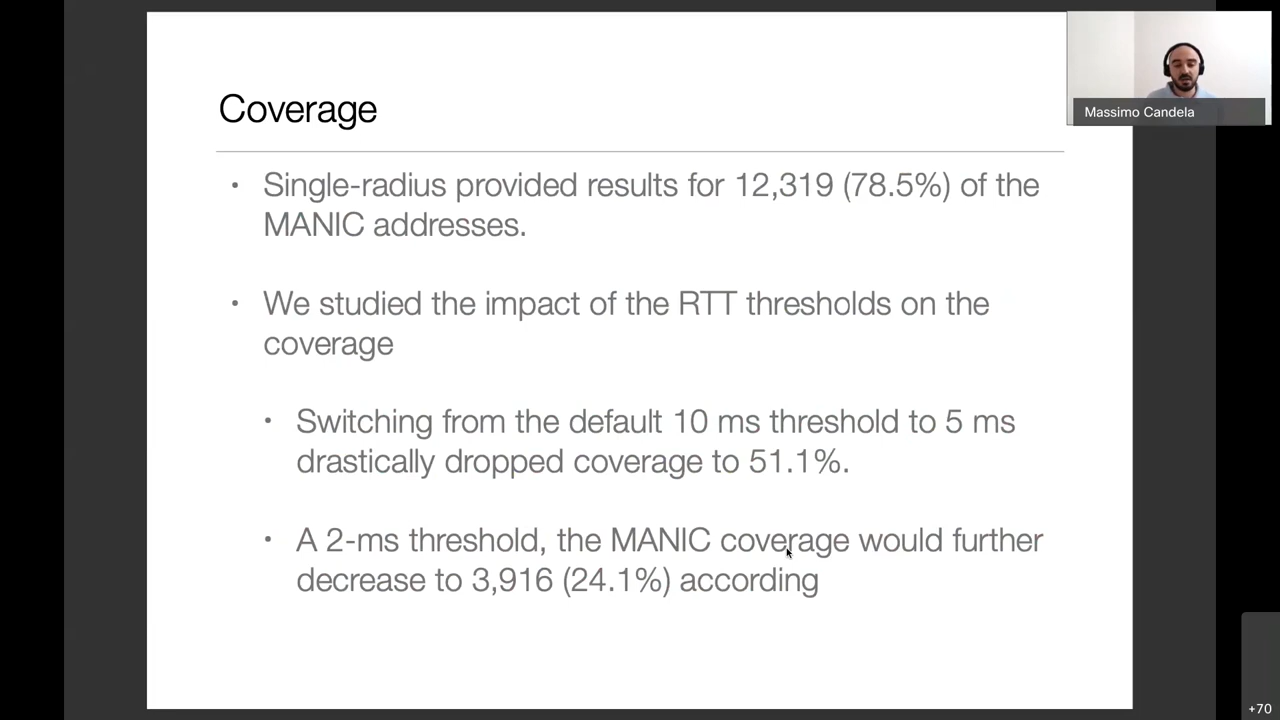 Coverage
• Single-radius provided results for 12,319 (78.5%) of the
MANIC addresses.
• We studied the impact of the RTT thresholds on the
coverage
• Switching from the default 10 ms threshold to 5 ms
drastically dropped coverage to 51.1%.
• A 2-ms threshold, the MANIC coverage would further
decrease to 3,916 (24.1%) according
Massimo Candela
+70